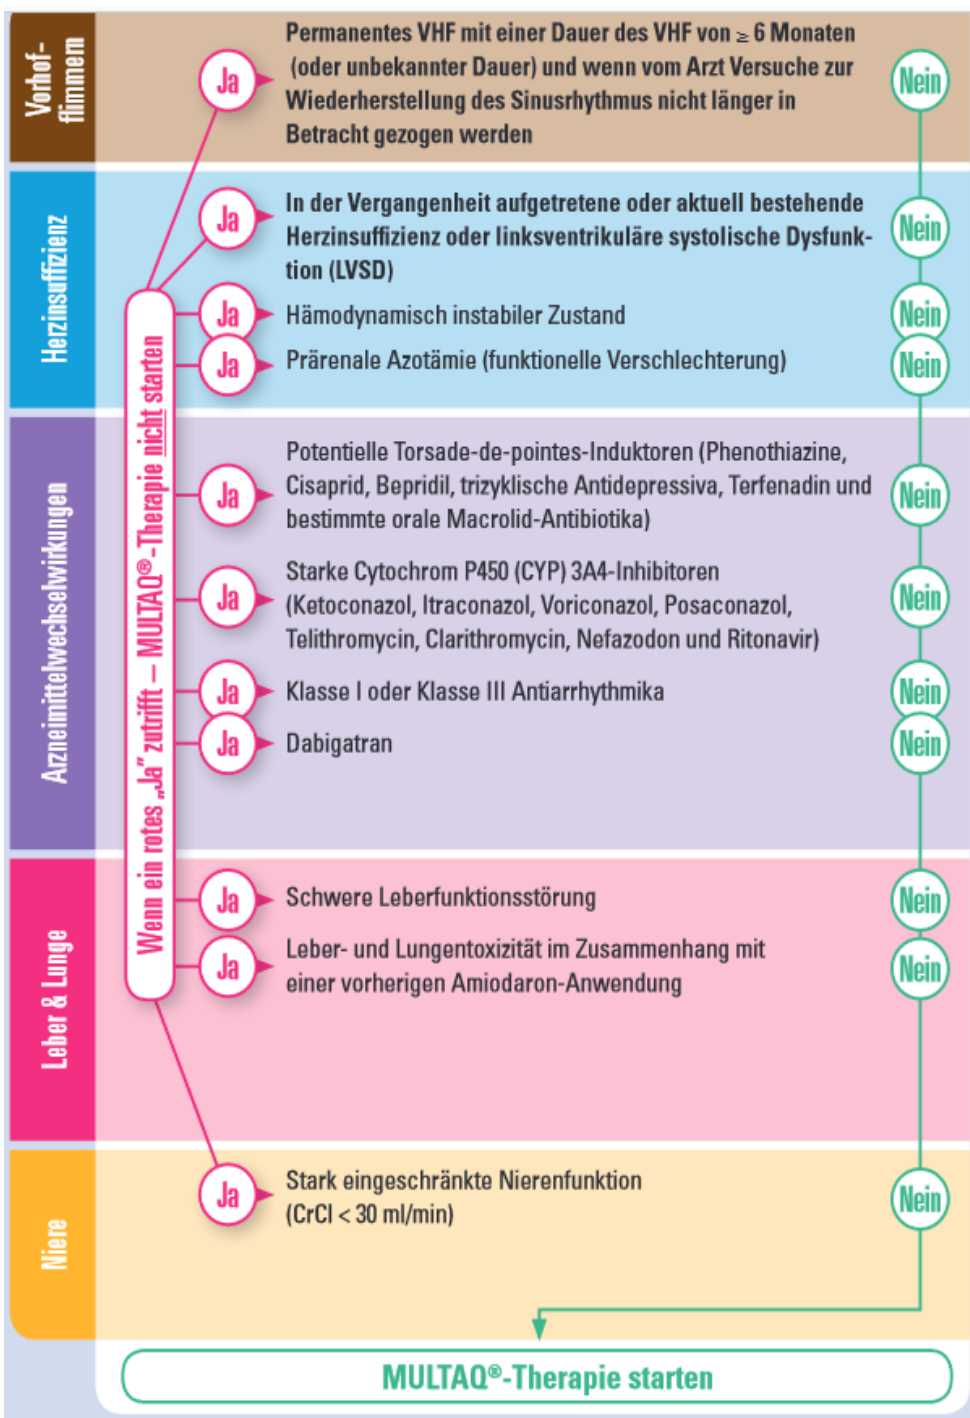 Vorhof-
flimmern
Ja
Permanentes VHF mit einer Dauer des VHF von ≥ 6 Monaten
(oder unbekannter Dauer) und wenn vom Arzt Versuche zur
Wiederherstellung des Sinusrhythmus nicht länger in
Betracht gezogen werden
Nein
Herzinsuffizienz
Ja
In der Vergangenheit aufgetretene oder aktuell bestehende
Herzinsuffizienz oder linksventrikuläre systolische Dysfunk-
tion (LVSD)
Nein
Ja
Hämodynamisch instabiler Zustand
Nein
Ja
Prärenale Azotämie (funktionelle Verschlechterung)
Nein
Wenn ein rotes „Ja" zutrifft – MULTAQ®-Therapie nicht starten
Arzneimittelwechselwirkungen
Ja
Potentielle Torsade-de-pointes-Induktoren (Phenothiazine,
Cisaprid, Bepridil, trizyklische Antidepressiva, Terfenadin und
bestimmte orale Macrolid-Antibiotika)
Nein
Ja
Starke Cytochrom P450 (CYP) 3A4-Inhibitoren
(Ketoconazol, Itraconazol, Voriconazol, Posaconazol,
Telithromycin, Clarithromycin, Nefazodon und Ritonavir)
Nein
Ja
Klasse I oder Klasse III Antiarrhythmika
Nein
Ja
Dabigatran
Nein
Leber & Lunge
Ja
Schwere Leberfunktionsstörung
Nein
Ja
Leber- und Lungentoxizität im Zusammenhang mit
einer vorherigen Amiodaron-Anwendung
Nein
Niere
Ja
Stark eingeschränkte Nierenfunktion
(CrCl < 30 ml/min)
Nein
MULTAQ®-Therapie starten